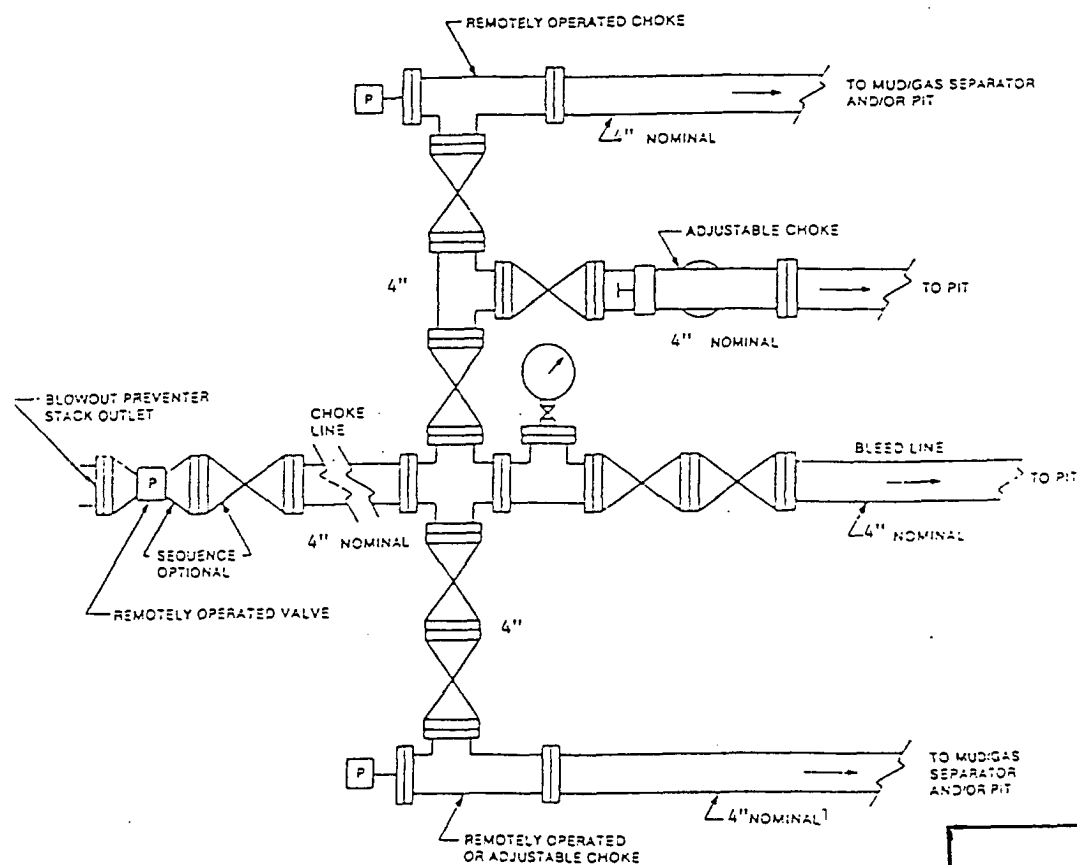 REMOTELY OPERATED CHOKE
P
TO MUD/GAS SEPARATOR
AND/OR PIT
4" NOMINAL
ADJUSTABLE CHOKE
4"
TO PIT
4" NOMINAL
BLOWOUT PREVENTER
STACK OUTLET
CHOKE
LINE
BLEED LINE
P
TO PIT
4" NOMINAL
4" NOMINAL
SEQUENCE
OPTIONAL
REMOTELY OPERATED VALVE
4"
P
TO MUD/GAS
SEPARATOR
AND/OR PIT
4" NOMINAL
REMOTELY OPERATED
OR ADJUSTABLE CHOKE